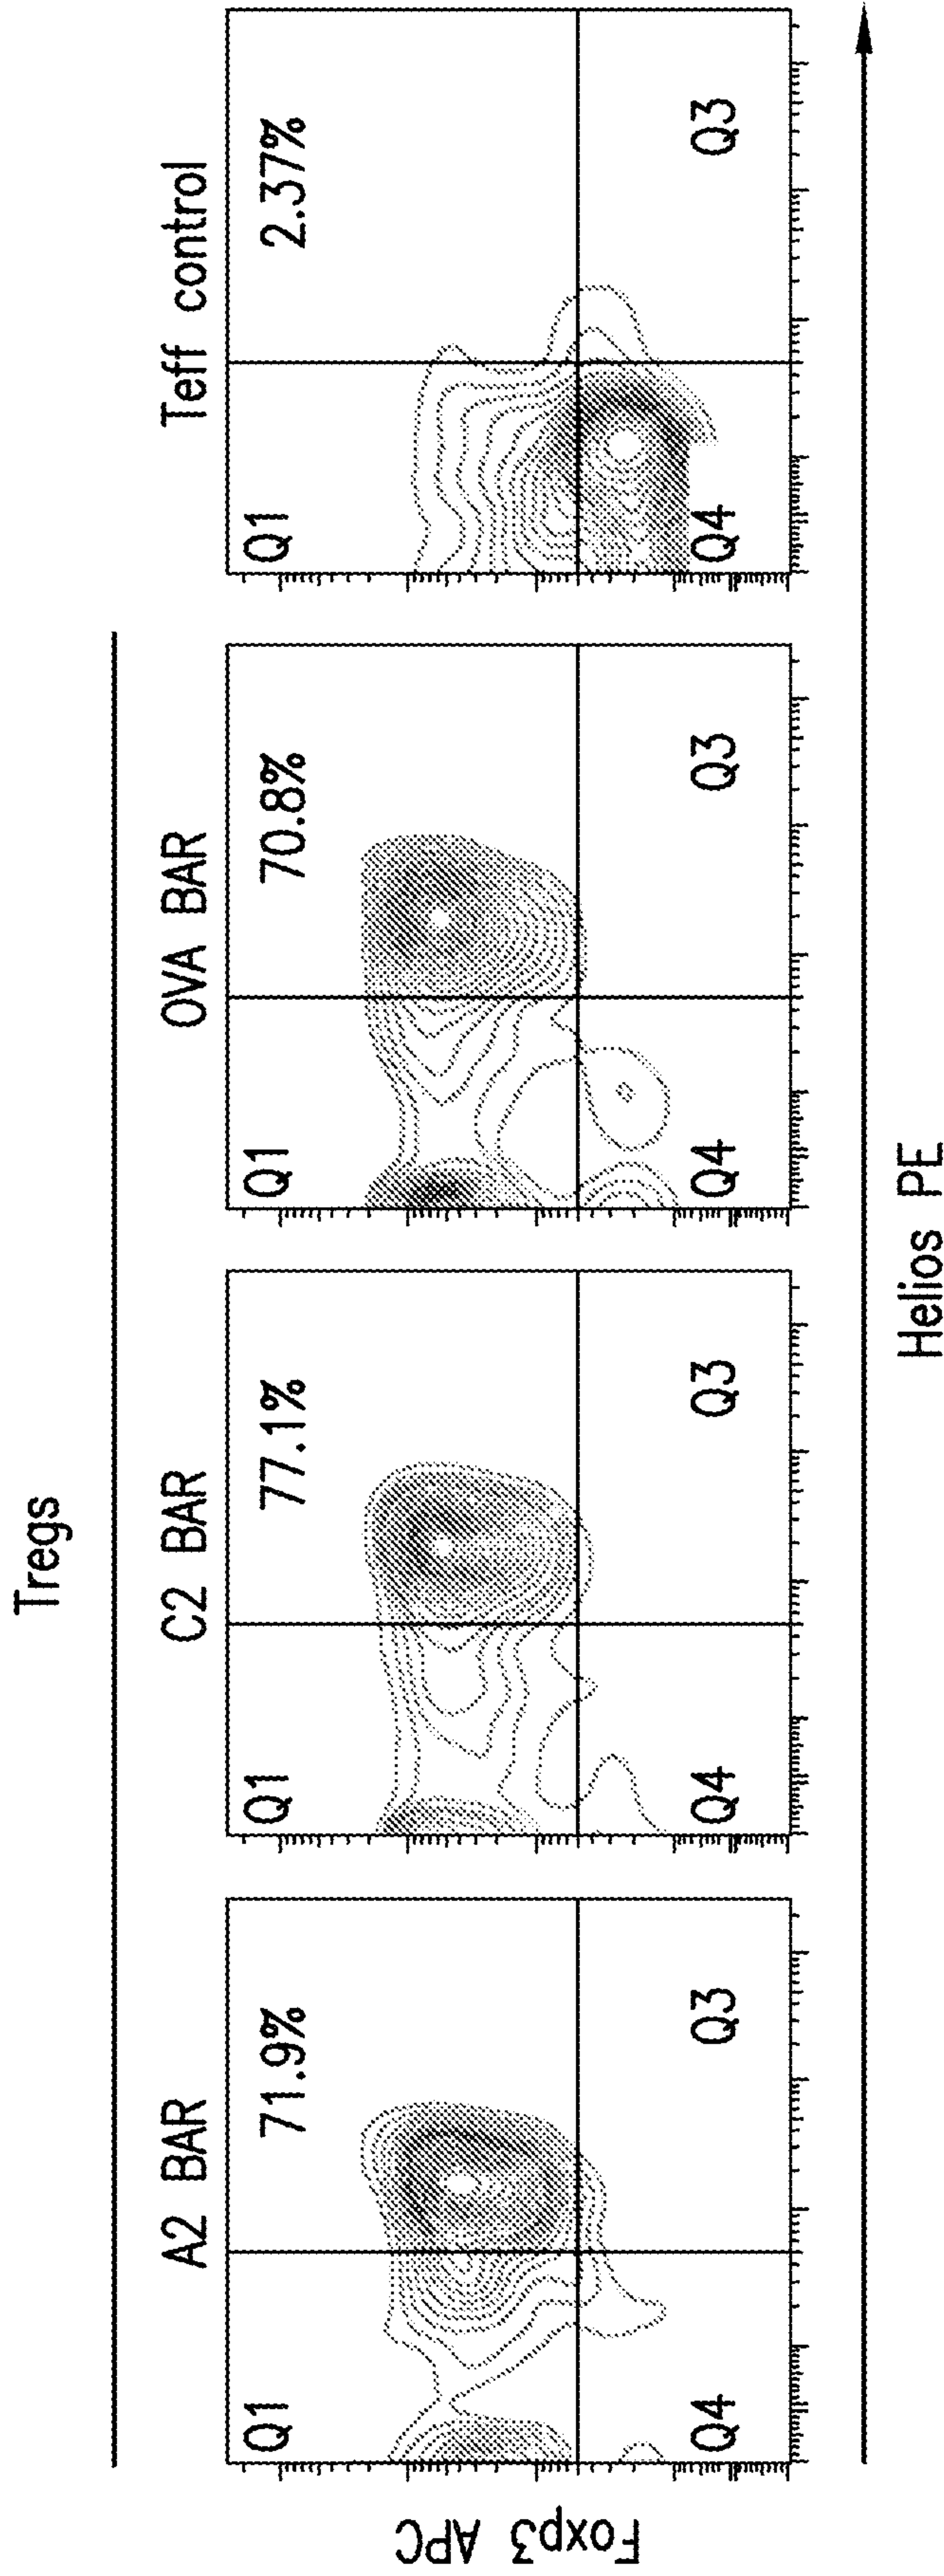 Tregs
A2 BAR
C2 BAR
OVA BAR
Teff control
Q1
71.9%
Q1
77.1%
Q1
70.8%
Q1
2.37%
Foxp3 APC
Q4
Q3
Q4
Q3
Q4
Q3
Q4
Q3
Helios PE